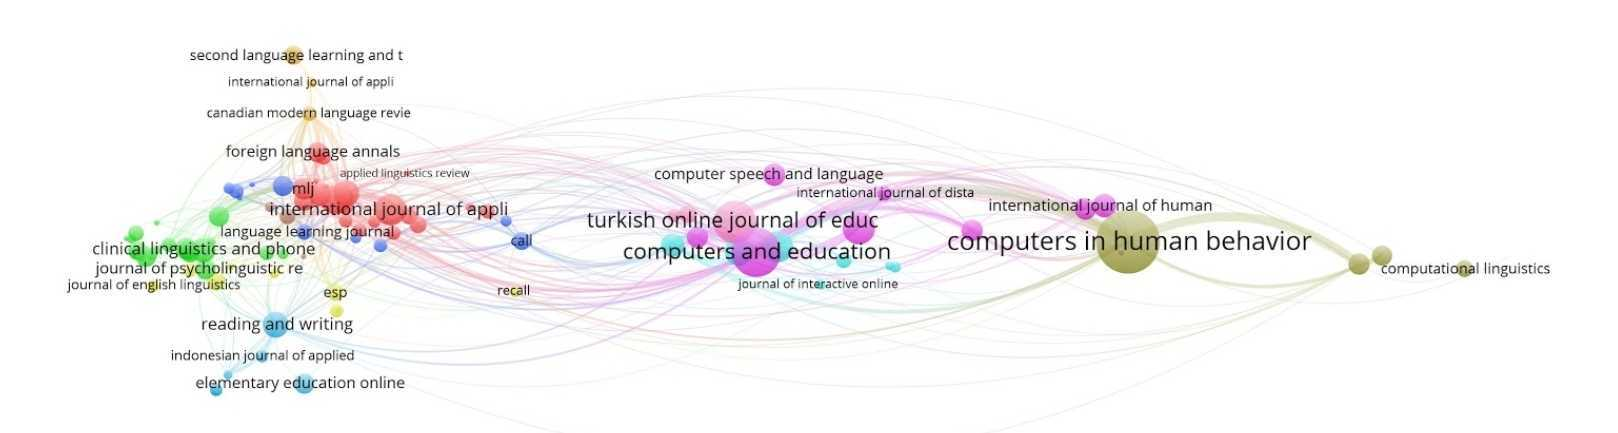 second language learning and t
international journal of appli
canadian modern language revie
foreign language annals
applied linguistics review
mlj
international journal of appli
language learning journal
clinical linguistics and phone
journal of psycholinguistic re
journal of english linguistics
esp
reading and writing
indonesian journal of applied
elementary education online
call
recall
computer speech and language
international journal of dista
turkish online journal of educ
computers and education
journal of interactive online
international journal of human
computers in human behavior
computational linguistics